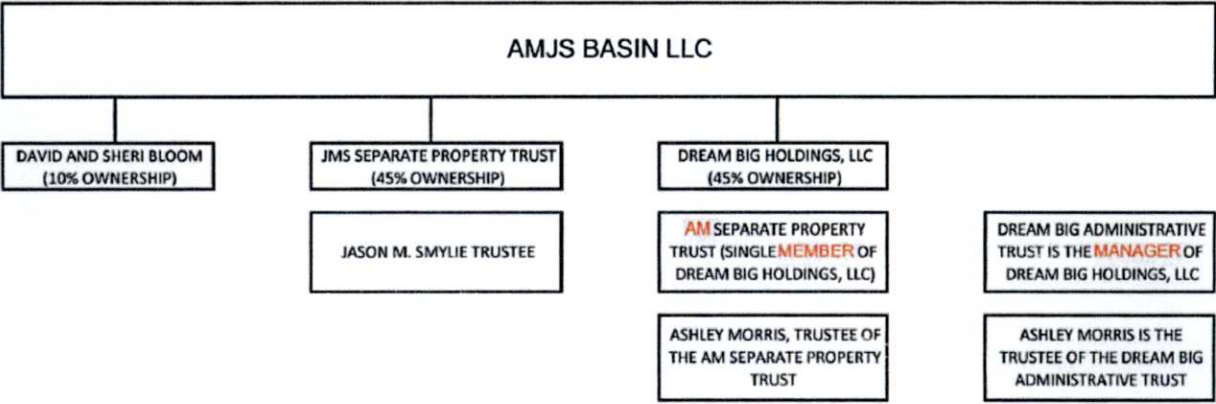 AMJS BASIN LLC
DAVID AND SHERI BLOOM
(10% OWNERSHIP)
JMS SEPARATE PROPERTY TRUST
(45% OWNERSHIP)
DREAM BIG HOLDINGS, LLC
(45% OWNERSHIP)
JASON M. SMYLIE TRUSTEE
AM SEPARATE PROPERTY
TRUST (SINGLE MEMBER OF
DREAM BIG HOLDINGS, LLC)
DREAM BIG ADMINISTRATIVE
TRUST IS THE MANAGER OF
DREAM BIG HOLDINGS, LLC
ASHLEY MORRIS, TRUSTEE OF
THE AM SEPARATE PROPERTY
TRUST
ASHLEY MORRIS IS THE
TRUSTEE OF THE DREAM BIG
ADMINISTRATIVE TRUST